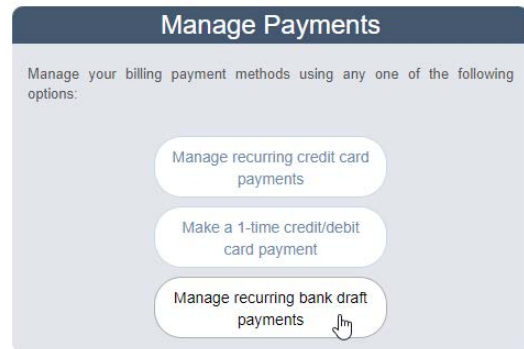 Manage Payments
Manage your billing payment methods using any one of the following
options:
Manage recurring credit card
payments
Make a 1-time credit/debit
card payment
Manage recurring bank draft
payments